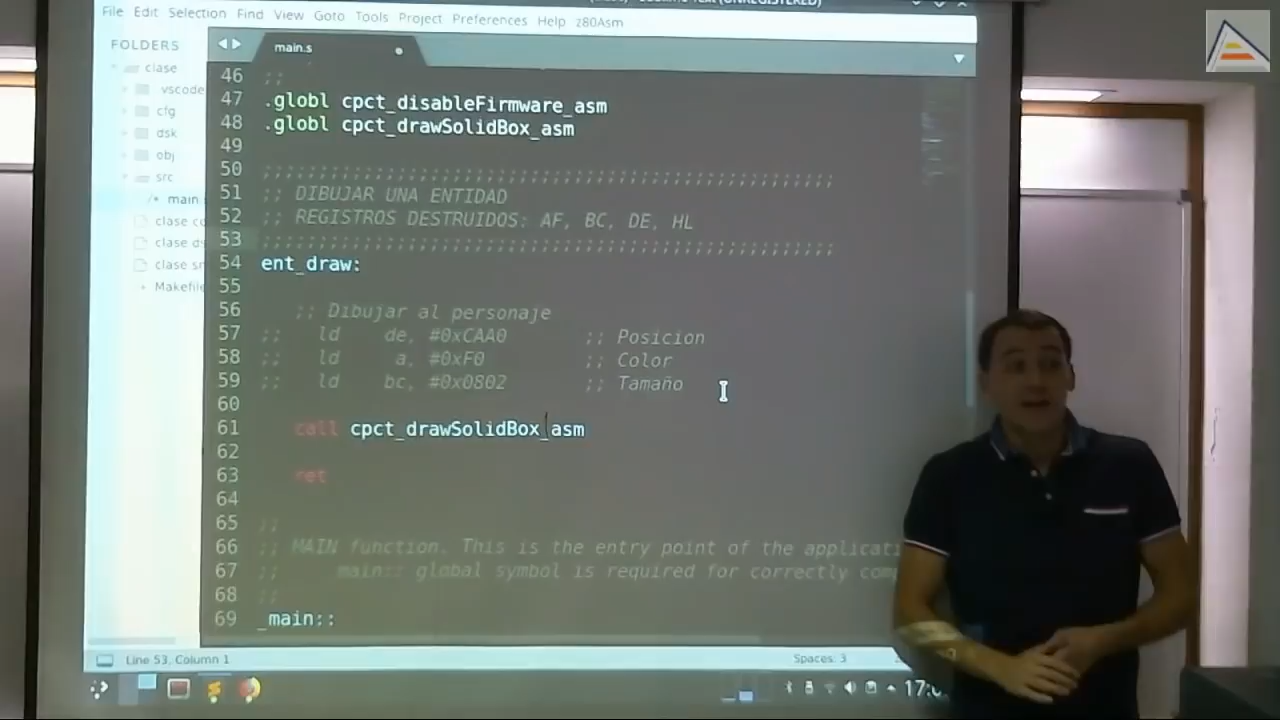 File Edit Selection Find View Goto Tools Project Preferences Help z80Asm
FOLDERS
clase
vscode
cfg
dsk
obj
src
main
clase
clase
clase
Makefile
main.s
46 ;;
47 .globl cpct_disableFirmware_asm
48 .globl cpct_drawSolidBox_asm
49
50 ;;;;;;;;;;;;;;;;;;;;;;;;;;;;;;;;;;;;;;;;;;;;;;;;;;;
51 ;; DIBUJAR UNA ENTIDAD
52 ;; REGISTROS DESTRUIDOS: AF, BC, DE, HL
53 ;;;;;;;;;;;;;;;;;;;;;;;;;;;;;;;;;;;;;;;;;;;;;;;;;;;
54 ent_draw:
55
56 ;; Dibujar al personaje
57 ;; ld de, #0xCAA0 ;; Posicion
58 ;; ld a, #0xF0 ;; Color
59 ;; ld bc, #0x0802 ;; Tamaño
60
61 call cpct_drawSolidBox_asm
62
63 ret
64
65 ;;
66 ;; MAIN function. This is the entry point of the applicati
67 ;; main:: global symbol is required for correctly com
68 ;;
69 _main::
Line 53, Column 1
Spaces: 3